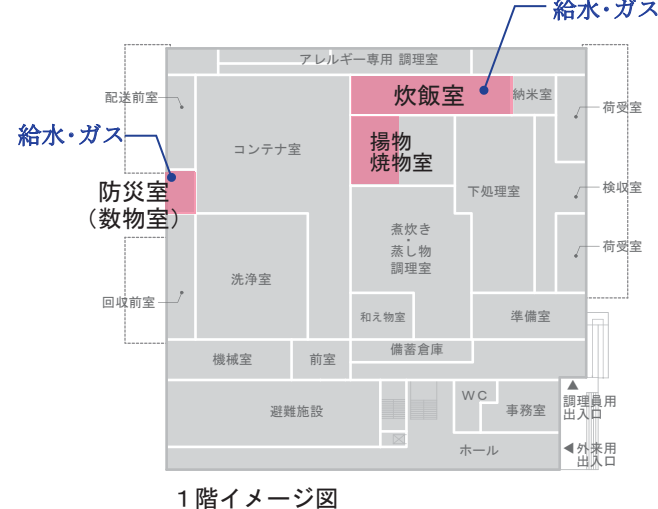 給水・ガス
アレルギー専用 調理室
配送前室
炊飯室
納米室
荷受室
給水・ガス
コンテナ室
揚物
焼物室
防災室
（数物室）
下処理室
検収室
煮炊き
・
蒸し物
調理室
荷受室
洗浄室
回収前室
和え物室
準備室
機械室
前室
備蓄倉庫
WC
調理員用
出入口
避難施設
事務室
ホール
外来用
出入口
1階イメージ図